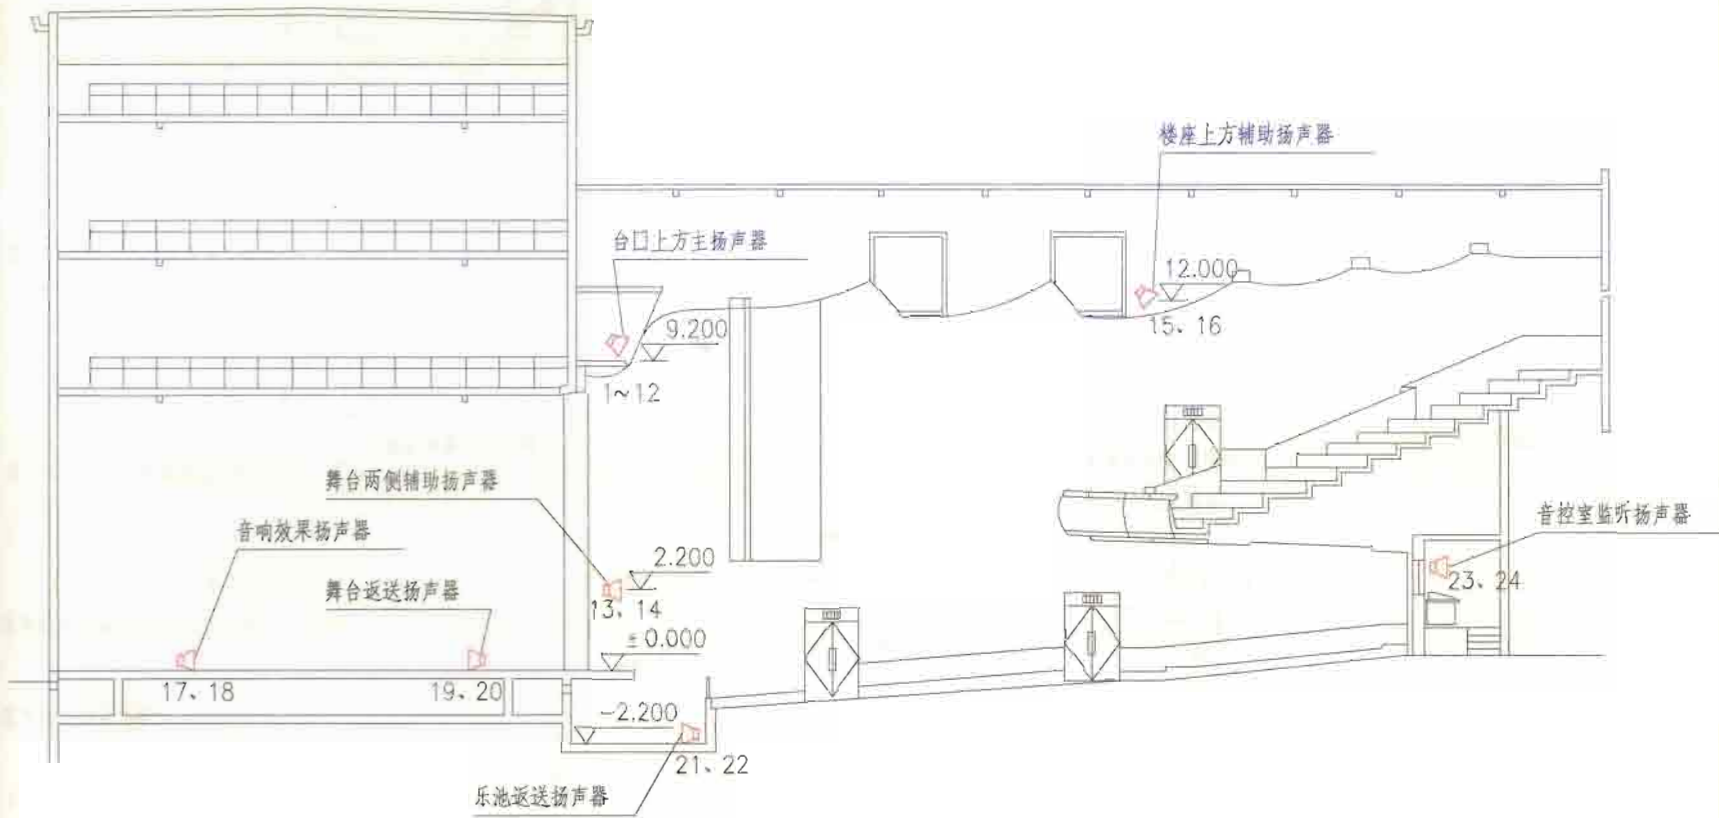 楼座上方辅助扬声器
台口上方主扬声器
12.000
15、16
9.200
1~12
舞台两侧辅助扬声器
音响效果扬声器
音控室监听扬声器
2.200
舞台返送扬声器
23、24
13、14
±0.000
17、18
19、20
-2.200
21、22
乐池返送扬声器